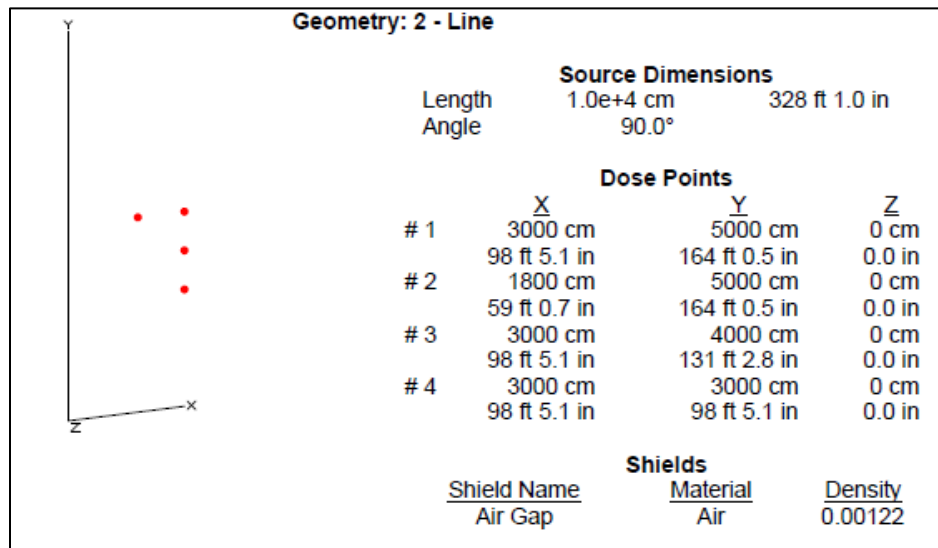 Geometry: 2 - Line
Source Dimensions
Length 1.0e+4 cm 328 ft 1.0 in
Angle 90.0°
Dose Points
X Y Z
# 1 3000 cm 5000 cm 0 cm
98 ft 5.1 in 164 ft 0.5 in 0.0 in
# 2 1800 cm 5000 cm 0 cm
59 ft 0.7 in 164 ft 0.5 in 0.0 in
# 3 3000 cm 4000 cm 0 cm
98 ft 5.1 in 131 ft 2.8 in 0.0 in
# 4 3000 cm 3000 cm 0 cm
98 ft 5.1 in 98 ft 5.1 in 0.0 in
Shields
Shield Name Material Density
Air Gap Air 0.00122
Y
X
Z